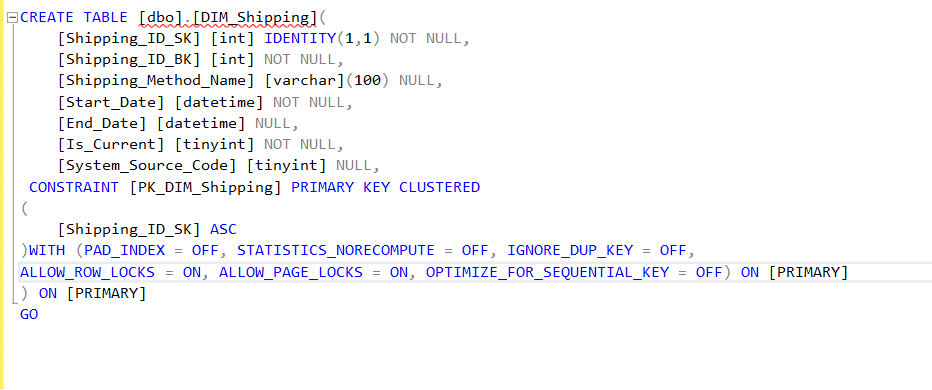 CREATE TABLE [dbo].[DIM_Shipping](
[Shipping_ID_SK] [int] IDENTITY(1,1) NOT NULL,
[Shipping_ID_BK] [int] NOT NULL,
[Shipping_Method_Name] [varchar](100) NULL,
[Start_Date] [datetime] NOT NULL,
[End_Date] [datetime] NULL,
[Is_Current] [tinyint] NOT NULL,
[System_Source_Code] [tinyint] NULL,
CONSTRAINT [PK_DIM_Shipping] PRIMARY KEY CLUSTERED
(
[Shipping_ID_SK] ASC
)WITH (PAD_INDEX = OFF, STATISTICS_NORECOMPUTE = OFF, IGNORE_DUP_KEY = OFF,
ALLOW_ROW_LOCKS = ON, ALLOW_PAGE_LOCKS = ON, OPTIMIZE_FOR_SEQUENTIAL_KEY = OFF) ON [PRIMARY]
) ON [PRIMARY]
GO